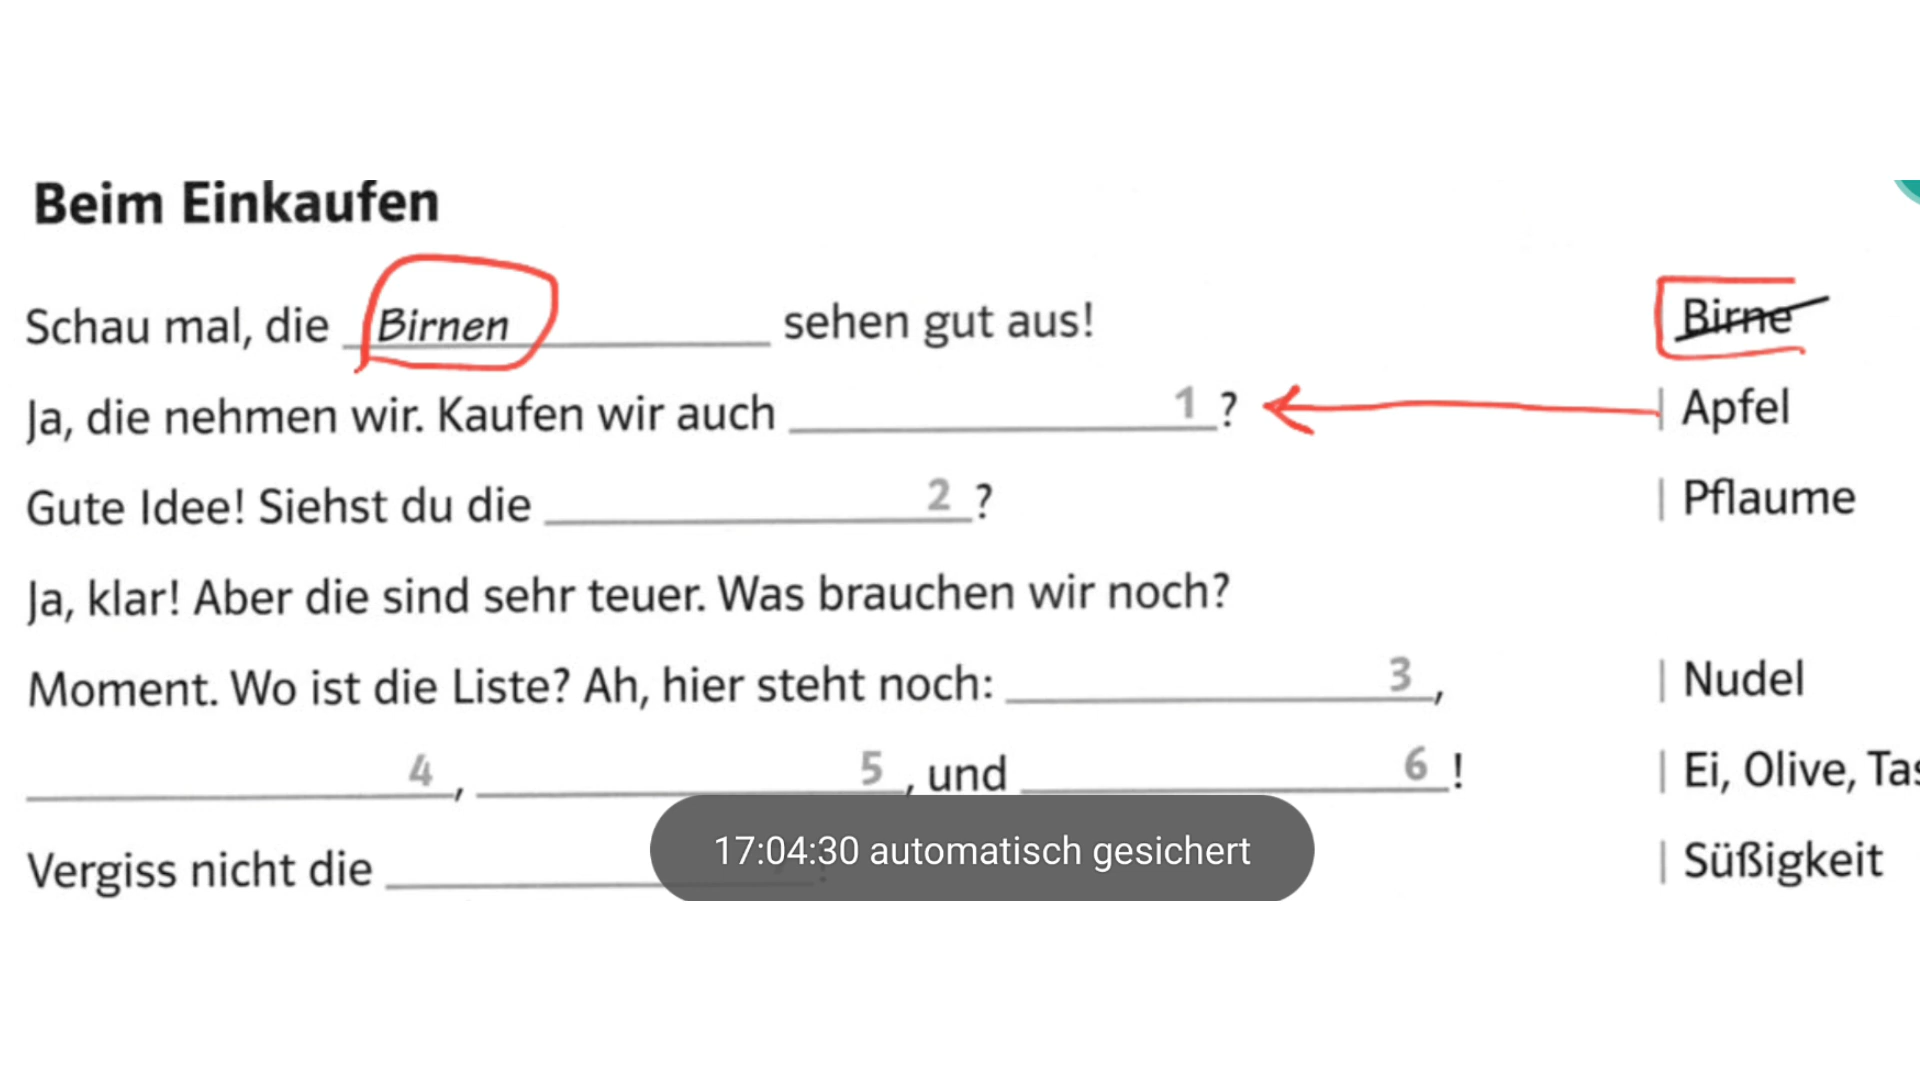 Beim Einkaufen
Schau mal, die Birnen sehen gut aus! Birne
Ja, die nehmen wir. Kaufen wir auch 1 ? Apfel
Gute Idee! Siehst du die 2 ? Pflaume
Ja, klar! Aber die sind sehr teuer. Was brauchen wir noch?
Moment. Wo ist die Liste? Ah, hier steht noch: 3 , Nudel
4 , 5 , und 6 ! Ei, Olive,
Vergiss nicht die Süßigkeit
17:04:30 automatisch gesichert